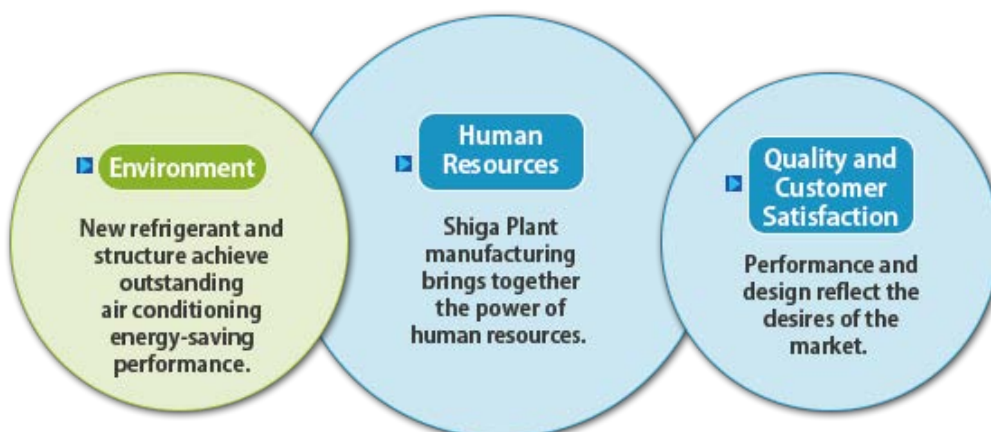 Environment
New refrigerant and
structure achieve
outstanding
air conditioning
energy-saving
performance.
Human
Resources
Shiga Plant
manufacturing
brings together
the power of
human resources.
Quality and
Customer
Satisfaction
Performance and
design reflect the
desires of the
market.